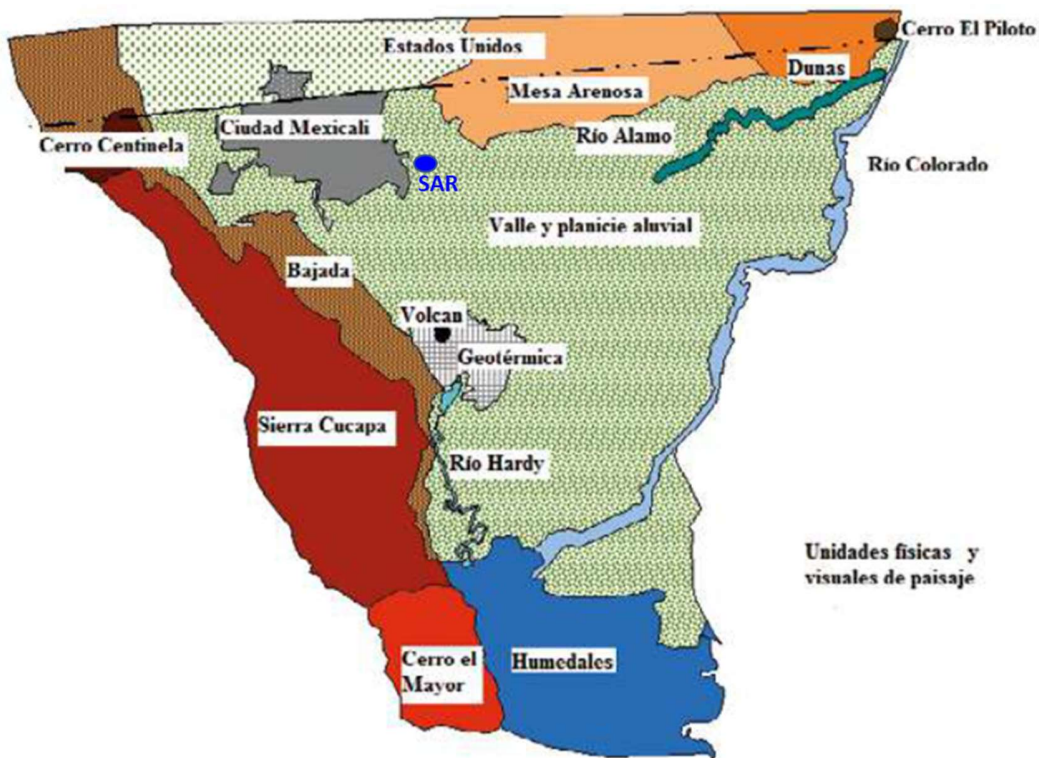 Cerro El Piloto
Estados Unidos
Dunas
Mesa Arenosa
Ciudad Mexicali
Río Alamo
Cerro Centinela
Río Colorado
SAR
Valle y planicie aluvial
Bajada
Volcan
Geotérmica
Sierra Cucapa
Río Hardy
Unidades físicas y
visuales de paisaje
Cerro el
Mayor
Humedales